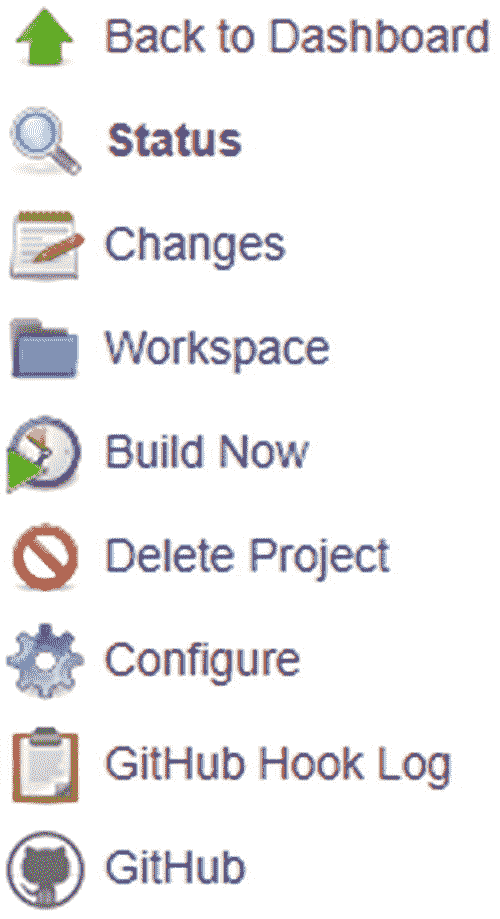 Back to Dashboard
Status
Changes
Workspace
Build Now
Delete Project
Configure
GitHub Hook Log
GitHub